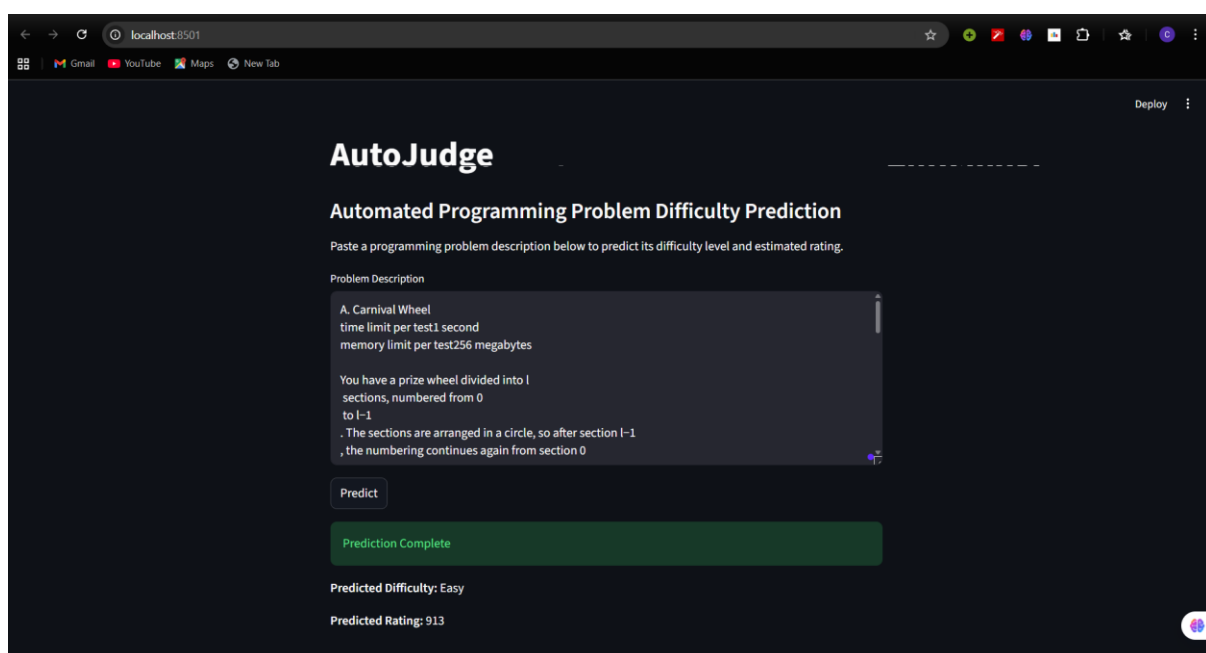 localhost:8501
Gmail YouTube Maps New Tab
Deploy
AutoJudge
Automated Programming Problem Difficulty Prediction
Paste a programming problem description below to predict its difficulty level and estimated rating.
Problem Description
A. Carnival Wheel
time limit per test1 second
memory limit per test256 megabytes
You have a prize wheel divided into l
sections, numbered from 0
to l−1
. The sections are arranged in a circle, so after section l−1
, the numbering continues again from section 0
Predict
Prediction Complete
Predicted Difficulty: Easy
Predicted Rating: 913